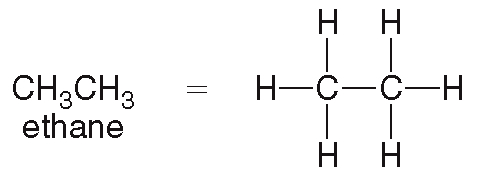 H H
CH₃CH₃ = H—C—C—H
ethane
H H